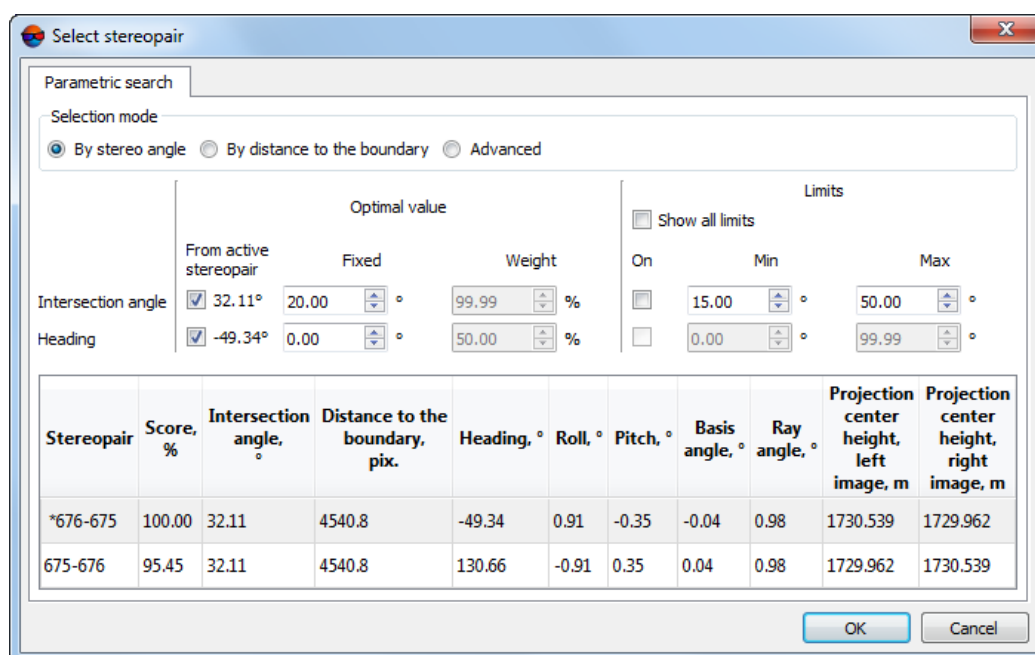 Select stereopair
Parametric search
Selection mode
By stereo angle By distance to the boundary Advanced
Limits
Optimal value
Show all limits
From active
stereopair
Fixed Weight On Min Max
Intersection angle 32.11° 20.00 ° 99.99 % 15.00 ° 50.00 °
Heading -49.34° 0.00 ° 50.00 % 0.00 ° 99.99 °
Stereopair
Score,
%
Intersection
angle,
°
Distance to the
boundary,
pix.
Heading, °
Roll, °
Pitch, °
Basis
angle, °
Ray
angle, °
Projection
center
height,
left
image, m
Projection
center
height,
right
image, m
*676-675 100.00 32.11 4540.8 -49.34 0.91 -0.35 -0.04 0.98 1730.539 1729.962
675-676 95.45 32.11 4540.8 130.66 -0.91 0.35 0.04 0.98 1729.962 1730.539
OK Cancel